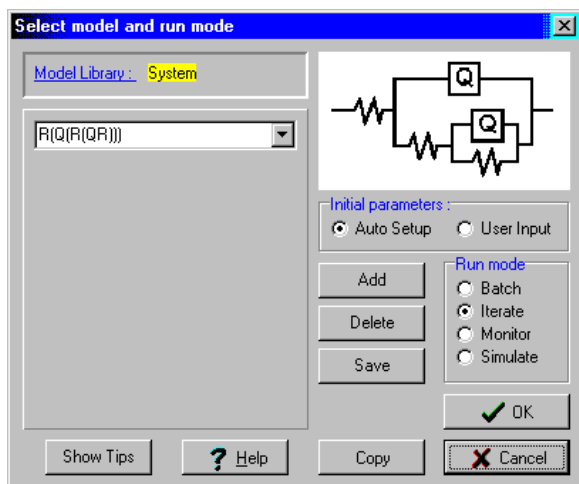 Select model and run mode
Model Library : System
R(Q(R(QR)))
Q
Q
Initial parameters :
Auto Setup User Input
Add
Delete
Save
Run mode
Batch
Iterate
Monitor
Simulate
OK
Show Tips
Help
Copy
Cancel